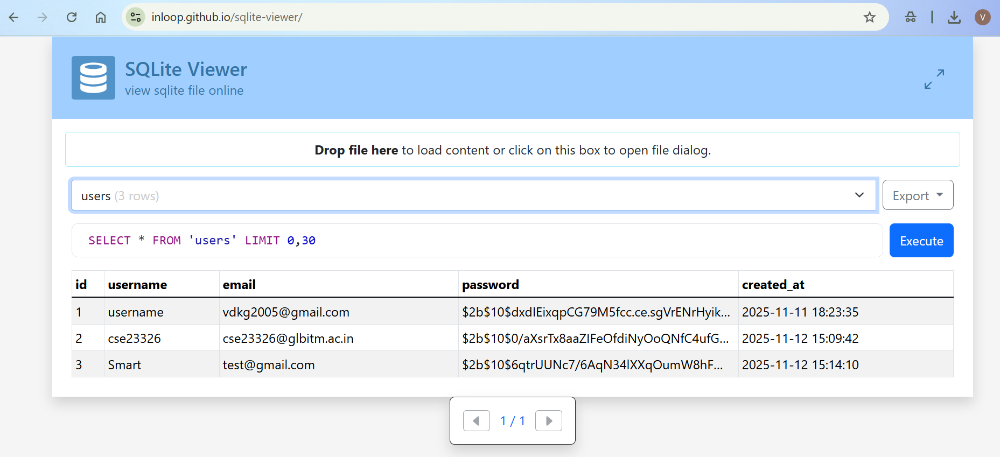 inloop.github.io/sqlite-viewer/
V
SQLite Viewer
view sqlite file online
Drop file here to load content or click on this box to open file dialog.
users (3 rows)
Export
SELECT * FROM 'users' LIMIT 0,30
Execute
id username email password created_at
1 username vdkg2005@gmail.com $2b$10$dxdIEixqpCG79M5fcc.ce.sgVrENrHyik... 2025-11-11 18:23:35
2 cse23326 cse23326@glbitm.ac.in $2b$10$0/aXsrTx8aaZIFeOfdiNyOoQNfC4ufG... 2025-11-12 15:09:42
3 Smart test@gmail.com $2b$10$6qtrUUNc7/6AqN34lXXqOumW8hF... 2025-11-12 15:14:10
1 / 1